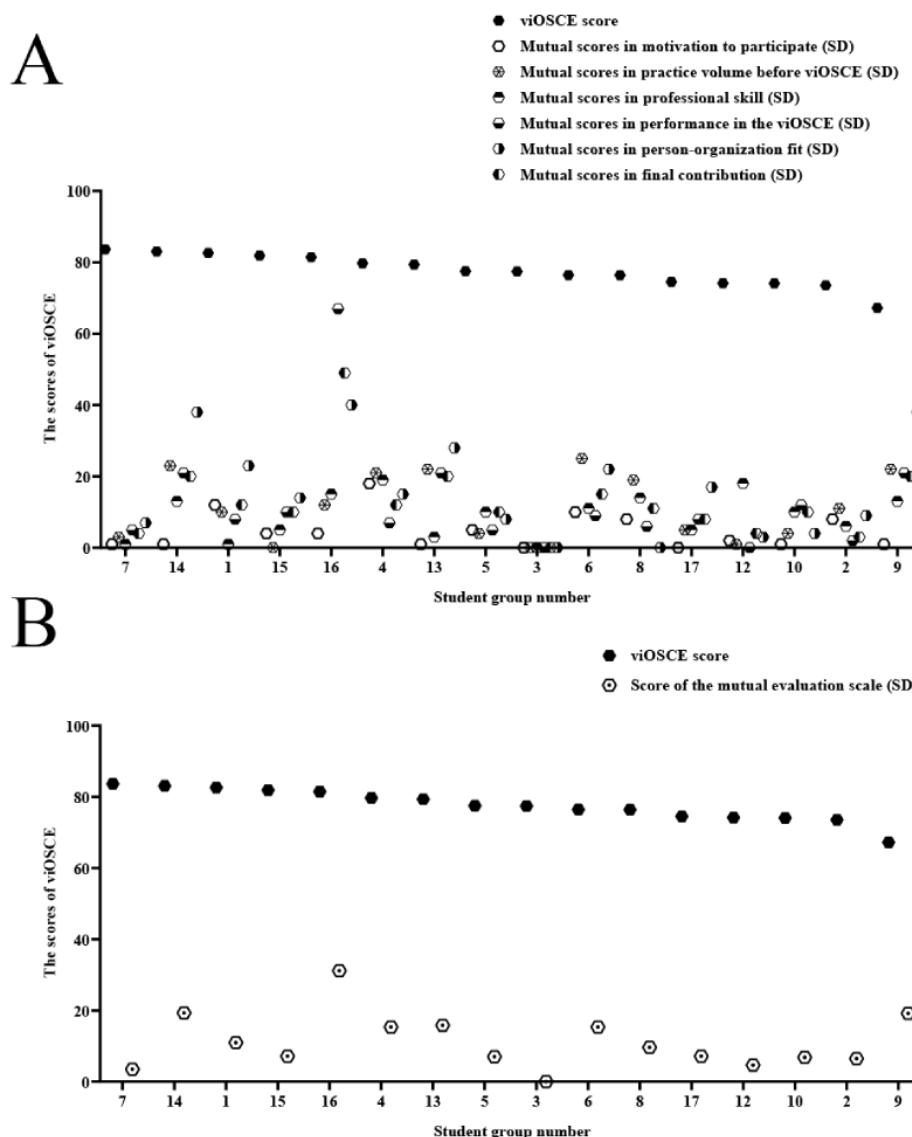 A
viOSCE score
Mutual scores in motivation to participate (SD)
Mutual scores in practice volume before viOSCE (SD)
Mutual scores in professional skill (SD)
Mutual scores in performance in the viOSCE (SD)
Mutual scores in person-organization fit (SD)
Mutual scores in final contribution (SD)
The scores of viOSCE
100
80
60
40
20
0
7 14 1 15 16 4 13 5 3 6 8 17 12 10 2 9
Student group number
B
viOSCE score
Score of the mutual evaluation scale (SD
The scores of viOSCE
100
80
60
40
20
0
7 14 1 15 16 4 13 5 3 6 8 17 12 10 2 9
Student group number